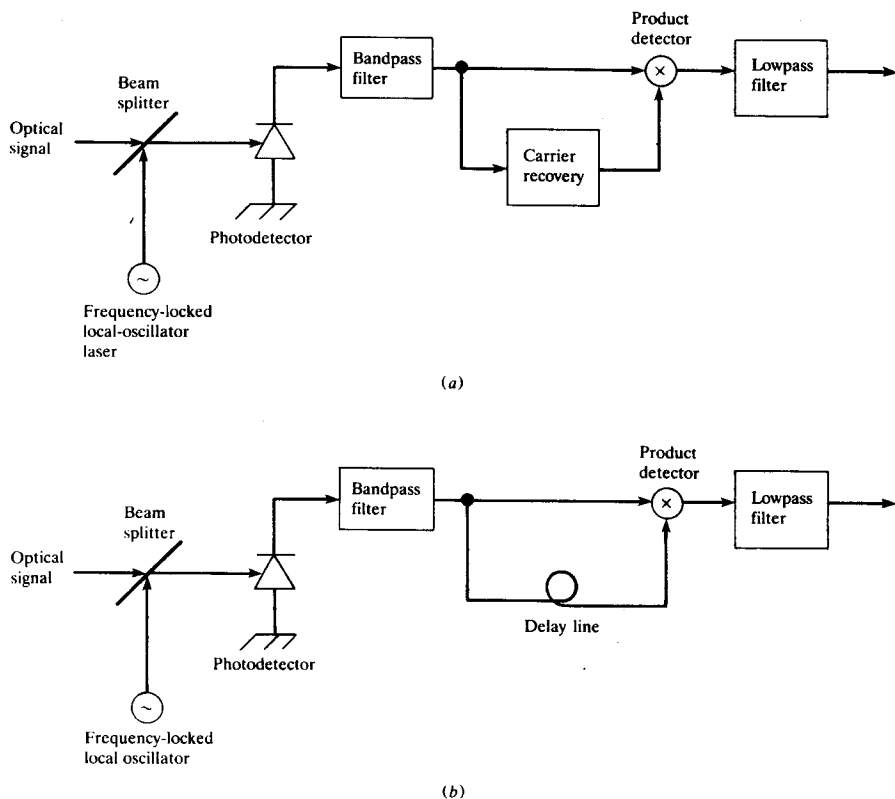 Product
detector
Bandpass
filter
Lowpass
filter
Beam
splitter
Optical
signal
Carrier
recovery
Photodetector
~
Frequency-locked
local-oscillator
laser
×
(a)
Product
detector
Bandpass
filter
Lowpass
filter
Beam
splitter
×
Optical
signal
Delay line
Photodetector
~
Frequency-locked
local oscillator
(b)